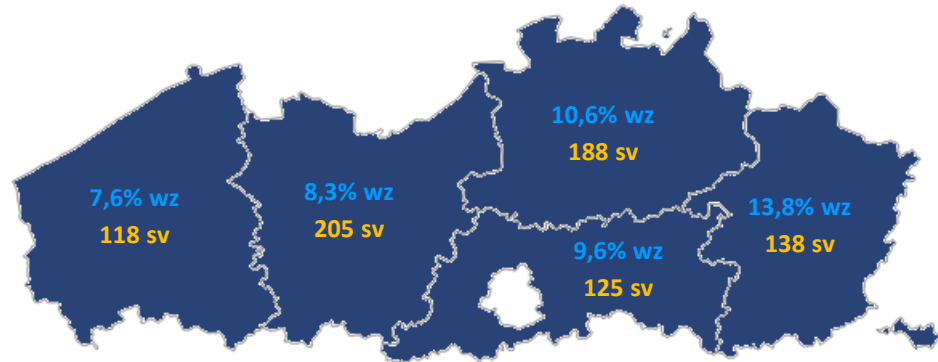 10,6% wz
188 sv
7,6% wz
118 sv
8,3% wz
205 sv
13,8% wz
138 sv
9,6% wz
125 sv